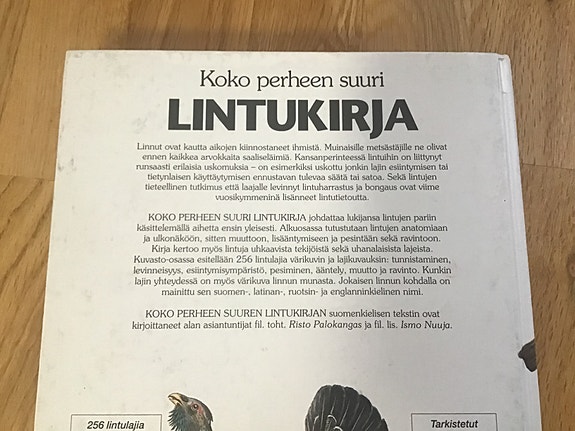 Koko perheen suuri
LINTUKIRJA
Linnut ovat kautta aikojen kiinnostaneet ihmistä. Muinaisille metsästäjille ne olivat
ennen kaikkea arvokkaita saaliseläimiä. Kansanperinteessä lintuihin on liittynyt
runsaasti erilaisia uskomuksia – on esimerkiksi uskottu jonkin lajin esiintymisen tai
tietynlaisen käyttäytymisen ennustavan tulevaa säätä tai satoa. Sekä lintujen
tieteellinen tutkimus että laajalle levinnyt lintuharrastus ja bongaus ovat viime
vuosikymmeninä lisänneet lintutietoutta.
KOKO PERHEEN SUURI LINTUKIRJA johdattaa lukijansa lintujen pariin
käsittelemällä aihetta ensin yleisesti. Alkuosassa tutustutaan lintujen anatomiaan
ja ulkonäköön, sitten muuttoon, lisääntymiseen ja pesintään sekä ravintoon.
Kirja kertoo myös lintuja uhkaavista tekijöistä sekä uhanalaisista lajeista.
Kuvasto-osassa esitellään 256 lintulajia värikuvin ja lajikuvauksin: tunnistaminen,
levinneisyys, esiintymisympäristö, pesiminen, ääntely, muutto ja ravinto. Kunkin
lajin yhteydessä on myös värikuva linnun munasta. Jokaisen linnun kohdalla on
mainittu sen suomen-, latinan-, ruotsin- ja englanninkielinen nimi.
KOKO PERHEEN SUUREN LINTUKIRJAN suomenkielisen tekstin ovat
kirjoittaneet alan asiantuntijat fil. toht. Risto Palokangas ja fil. lis. Ismo Nuuja.
256 lintulajia
Tarkistetut